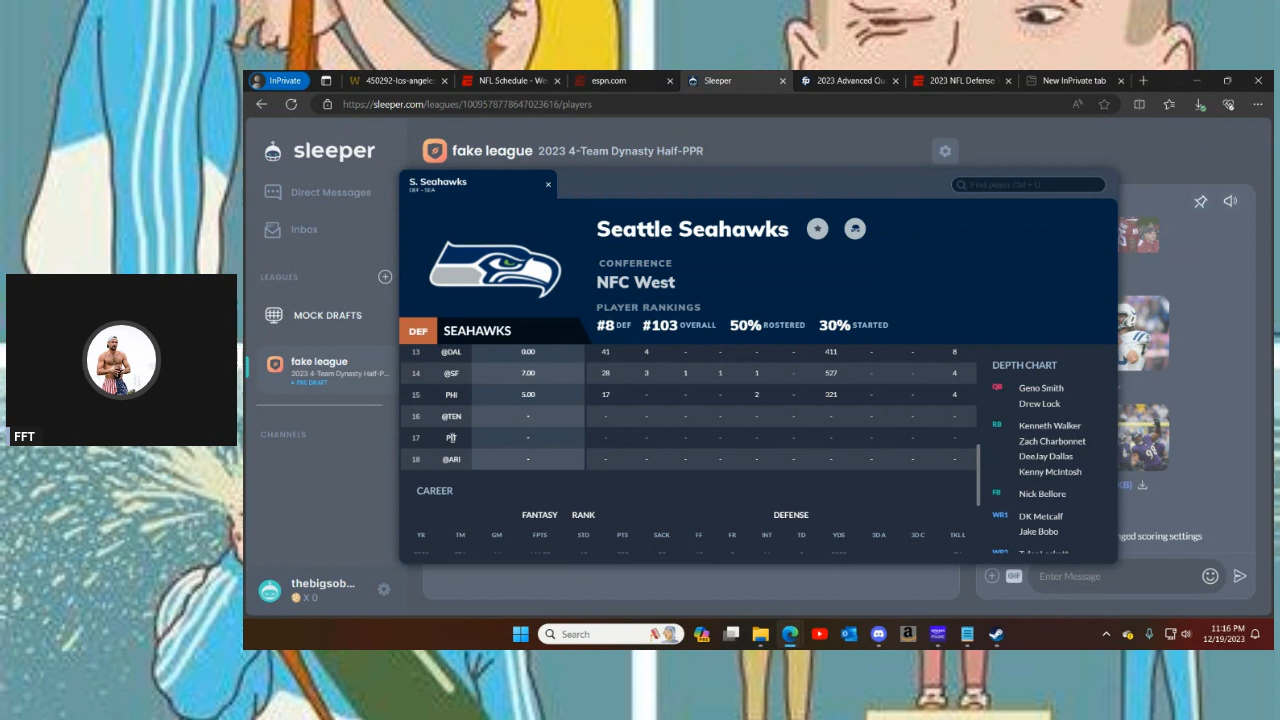 InPrivate
450292-los-angele
NFL Schedule - We
espn.com
Sleeper
2023 Advanced Qu
2023 NFL Defense
New InPrivate tab
https://sleeper.com/leagues/1009578778647023616/players
sleeper
fake league 2023 4-Team Dynasty Half-PPR
Direct Messages
Inbox
LEAGUES
MOCK DRAFTS
fake league
2023 4-Team Dynasty Half-P...
PRE DRAFT
CHANNELS
thebigsob...
X 0
FFT
S. Seahawks
DEF - SEA
Find player Ctrl + U
Seattle Seahawks
CONFERENCE
NFC West
PLAYER RANKINGS
#8 DEF #103 OVERALL 50% ROSTERED 30% STARTED
DEF SEAHAWKS
13 @DAL 0.00 41 4 - - - - 411 - - 8
14 @SF 7.00 28 3 1 1 1 - 527 - - 4
15 PHI 5.00 17 - - - 2 - 321 - - 4
16 @TEN - - - - - - - - - - -
17 PIT - - - - - - - - - - -
18 @ARI - - - - - - - - - - -
CAREER
FANTASY RANK DEFENSE
YR TM GM FPTS STD PTS SACK FF FR INT TD YDS 3D A 3D C TKL L
DEPTH CHART
QB Geno Smith
Drew Lock
RB Kenneth Walker
Zach Charbonnet
DeeJay Dallas
Kenny McIntosh
FB Nick Bellore
WR1 DK Metcalf
Jake Bobo
WR2 Tyler Lockett
nged scoring settings
GIF Enter Message
Search
11:16 PM
12/19/2023